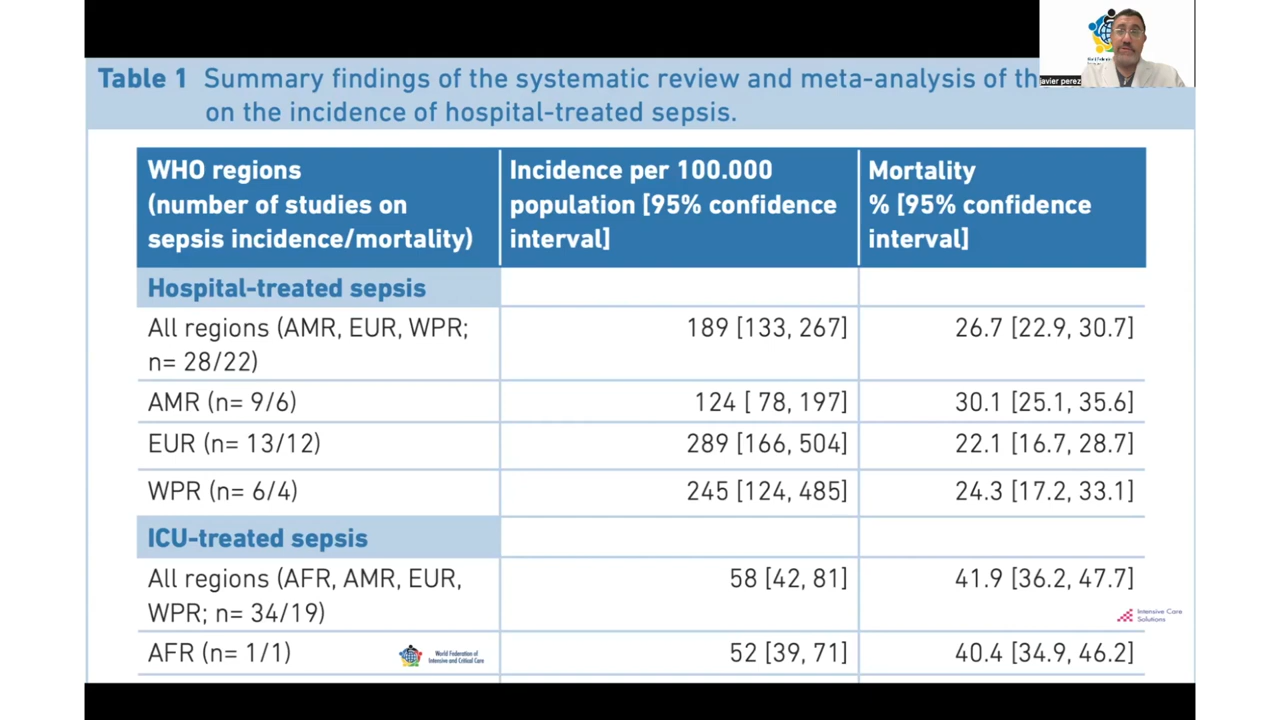 Table 1 Summary findings of the systematic review and meta-analysis of th
on the incidence of hospital-treated sepsis.
javier perez
WHO regions
(number of studies on
sepsis incidence/mortality)
Incidence per 100.000
population [95% confidence
interval]
Mortality
% [95% confidence
interval]
Hospital-treated sepsis
All regions (AMR, EUR, WPR;
n= 28/22)
189 [133, 267]
26.7 [22.9, 30.7]
AMR (n= 9/6)
124 [ 78, 197]
30.1 [25.1, 35.6]
EUR (n= 13/12)
289 [166, 504]
22.1 [16.7, 28.7]
WPR (n= 6/4)
245 [124, 485]
24.3 [17.2, 33.1]
ICU-treated sepsis
All regions (AFR, AMR, EUR,
WPR; n= 34/19)
58 [42, 81]
41.9 [36.2, 47.7]
Intensive Care
Solutions
AFR (n= 1/1)
World Federation of
Intensive and Critical Care
52 [39, 71]
40.4 [34.9, 46.2]